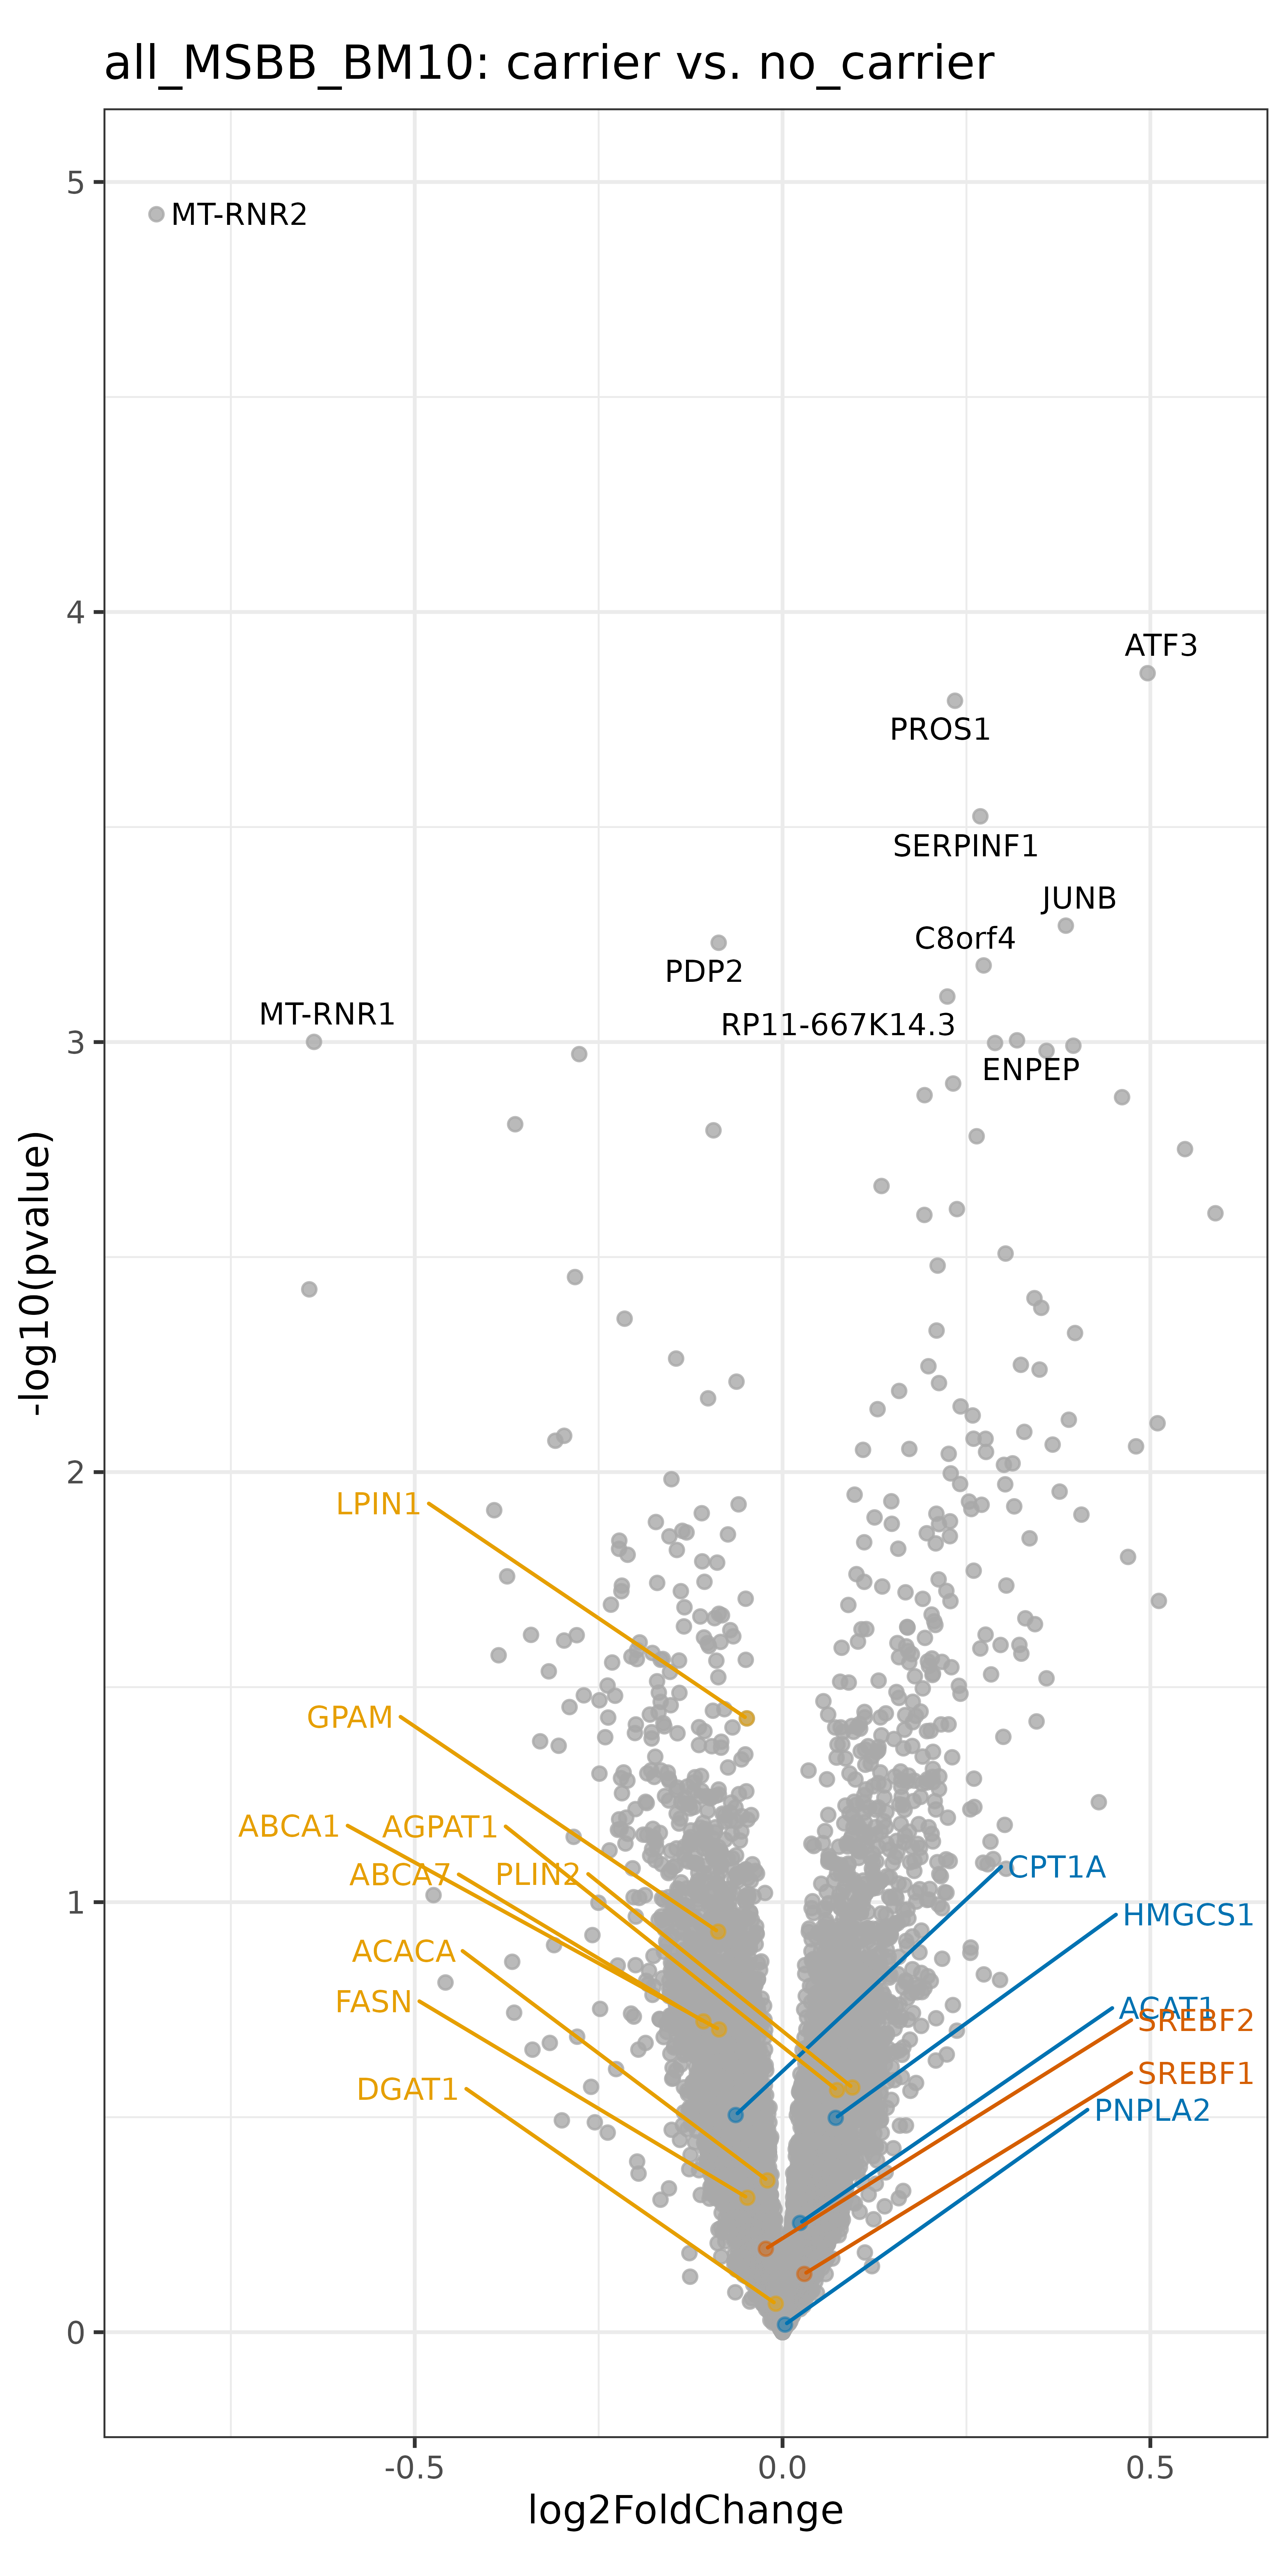 all_MSBB_BM10: carrier vs. no_carrier
5
MT-RNR2
4
ATF3
PROS1
SERPINF1
JUNB
C8orf4
PDP2
MT-RNR1
RP11-667K14.3
3
ENPEP
-log10(pvalue)
2
LPIN1
GPAM
ABCA1
AGPAT1
CPT1A
ABCA7
PLIN2
1
HMGCS1
ACACA
FASN
ACAT1
SREBF2
SREBF1
DGAT1
PNPLA2
0
-0.5
0.0
0.5
log2FoldChange